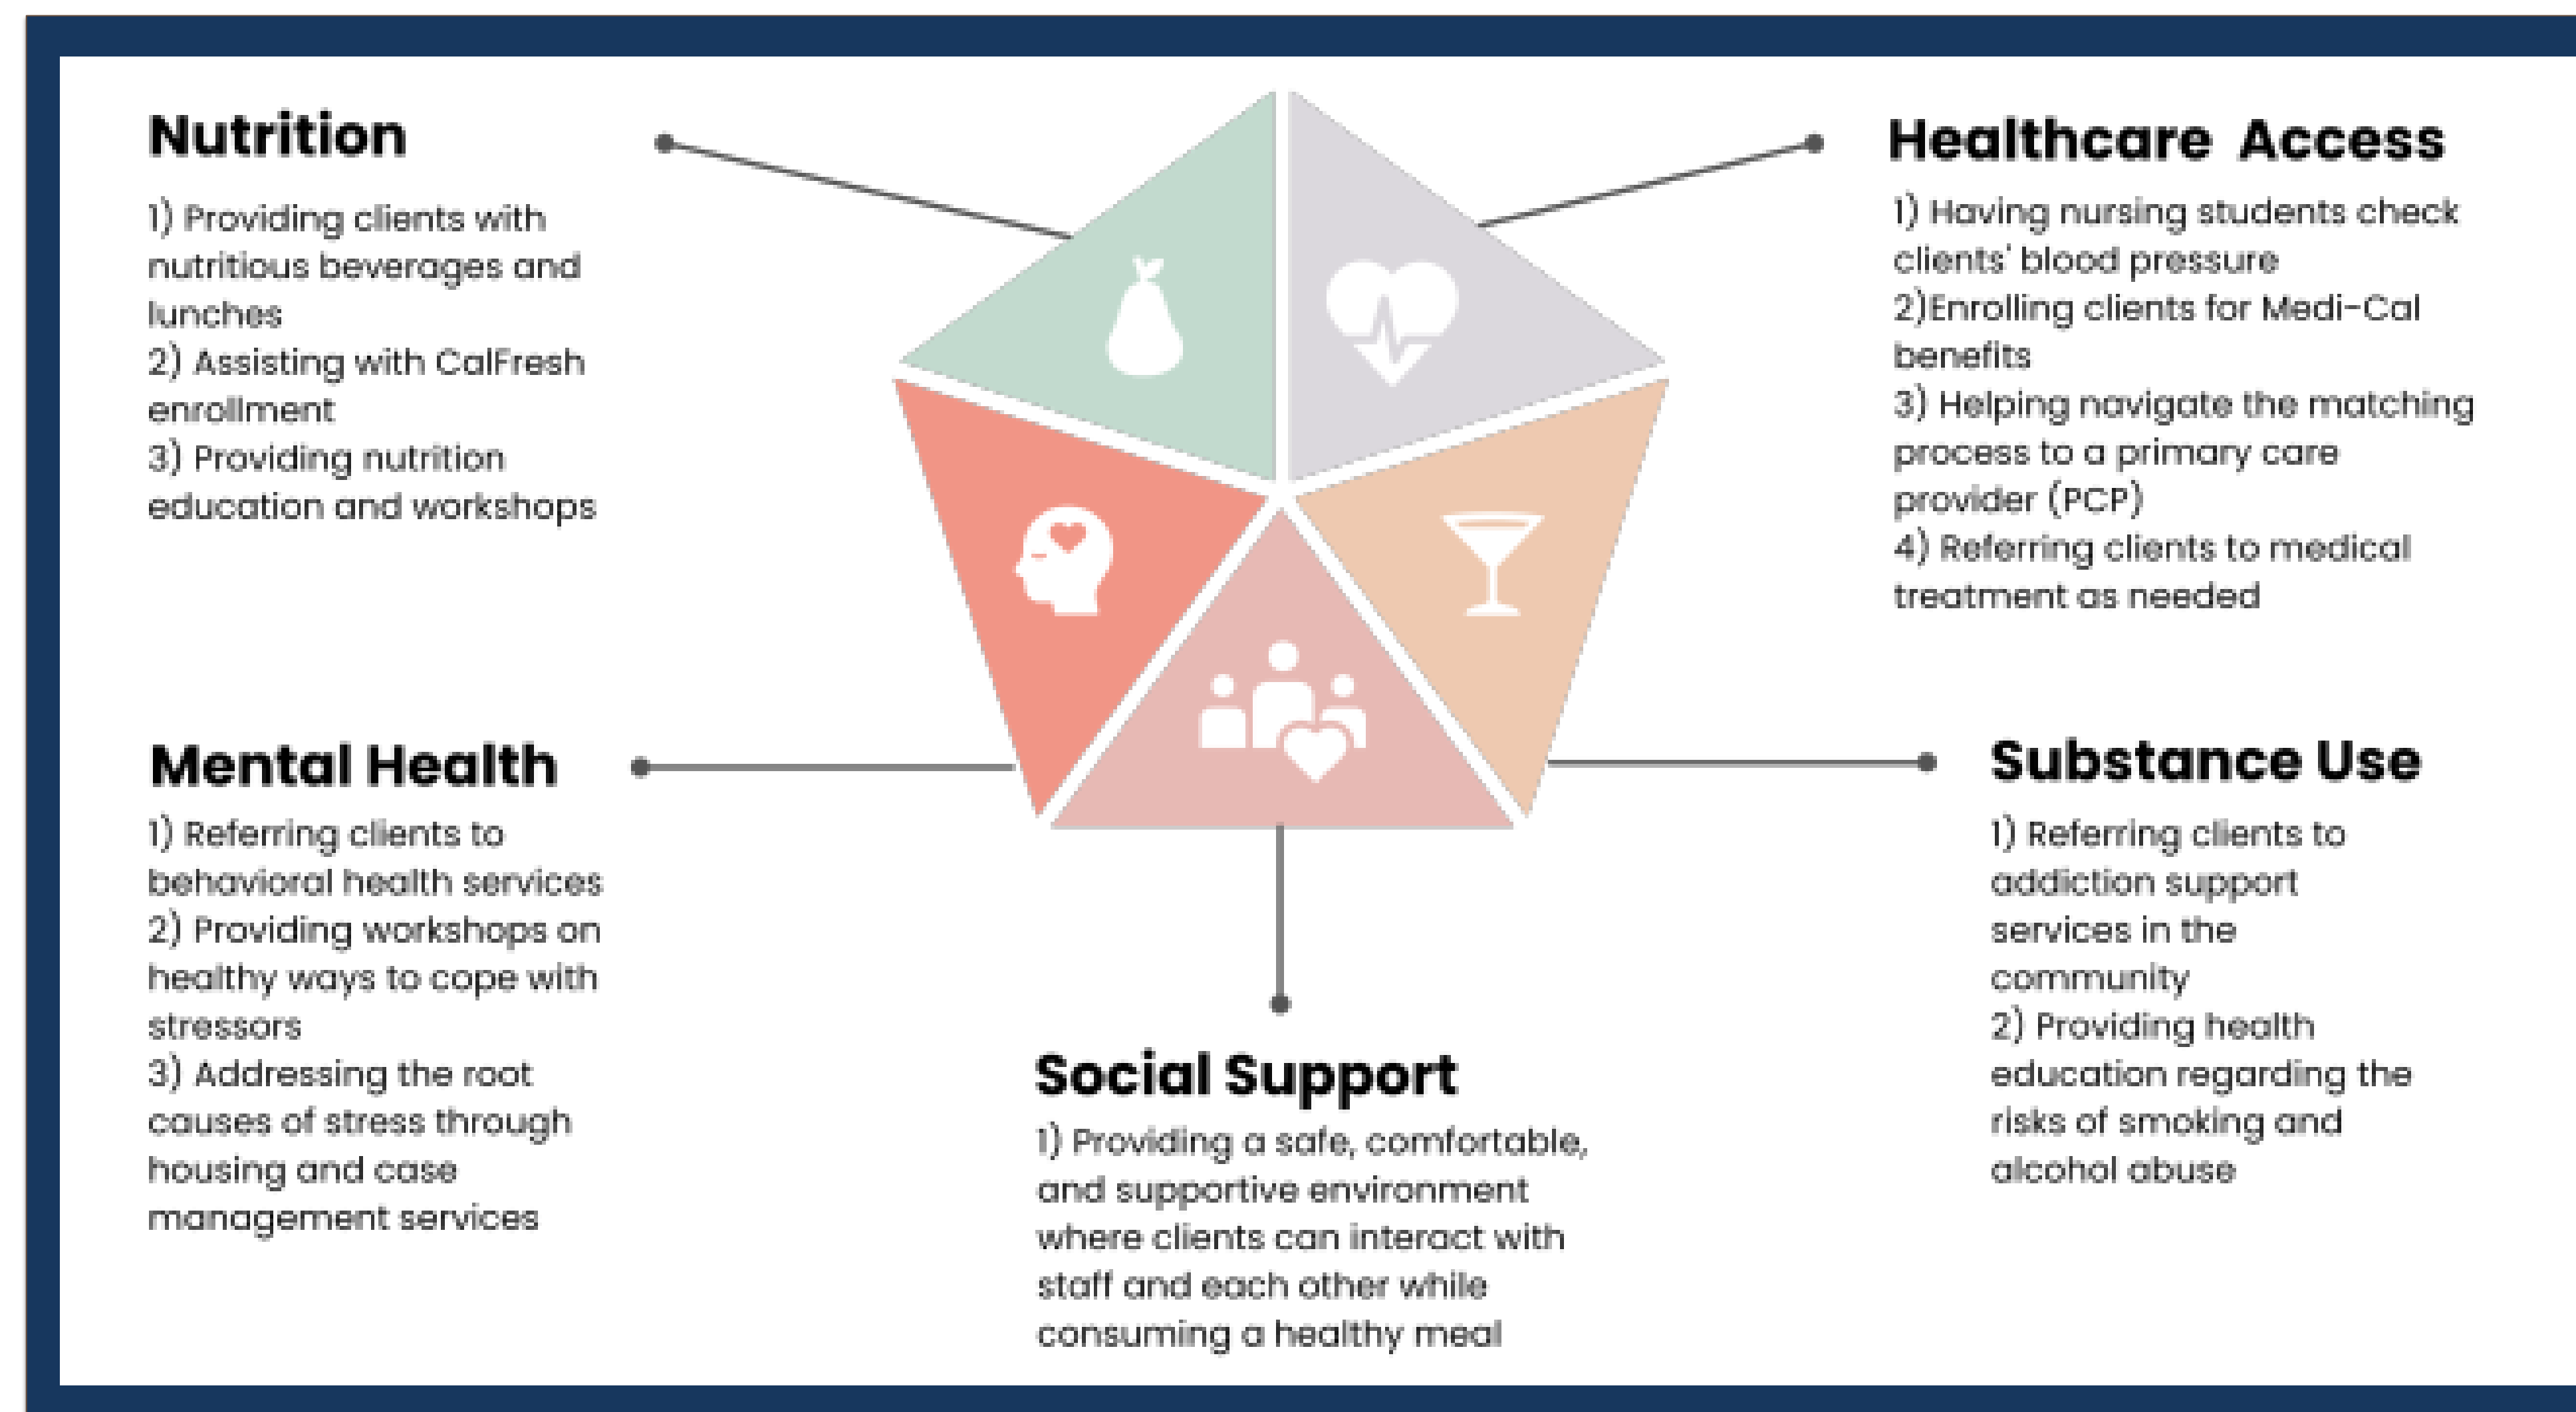 Nutrition
1) Providing clients with
nutritious beverages and
lunches
2) Assisting with CalFresh
enrollment
3) Providing nutrition
education and workshops
Healthcare Access
1) Having nursing students check
clients' blood pressure
2)Enrolling clients for Medi-Cal
benefits
3) Helping navigate the matching
process to a primary care
provider (PCP)
4) Referring clients to medical
treatment as needed
Mental Health
1) Referring clients to
behavioral health services
2) Providing workshops on
healthy ways to cope with
stressors
3) Addressing the root
causes of stress through
housing and case
management services
Social Support
1) Providing a safe, comfortable,
and supportive environment
where clients can interact with
staff and each other while
consuming a healthy meal
Substance Use
1) Referring clients to
addiction support
services in the
community
2) Providing health
education regarding the
risks of smoking and
alcohol abuse